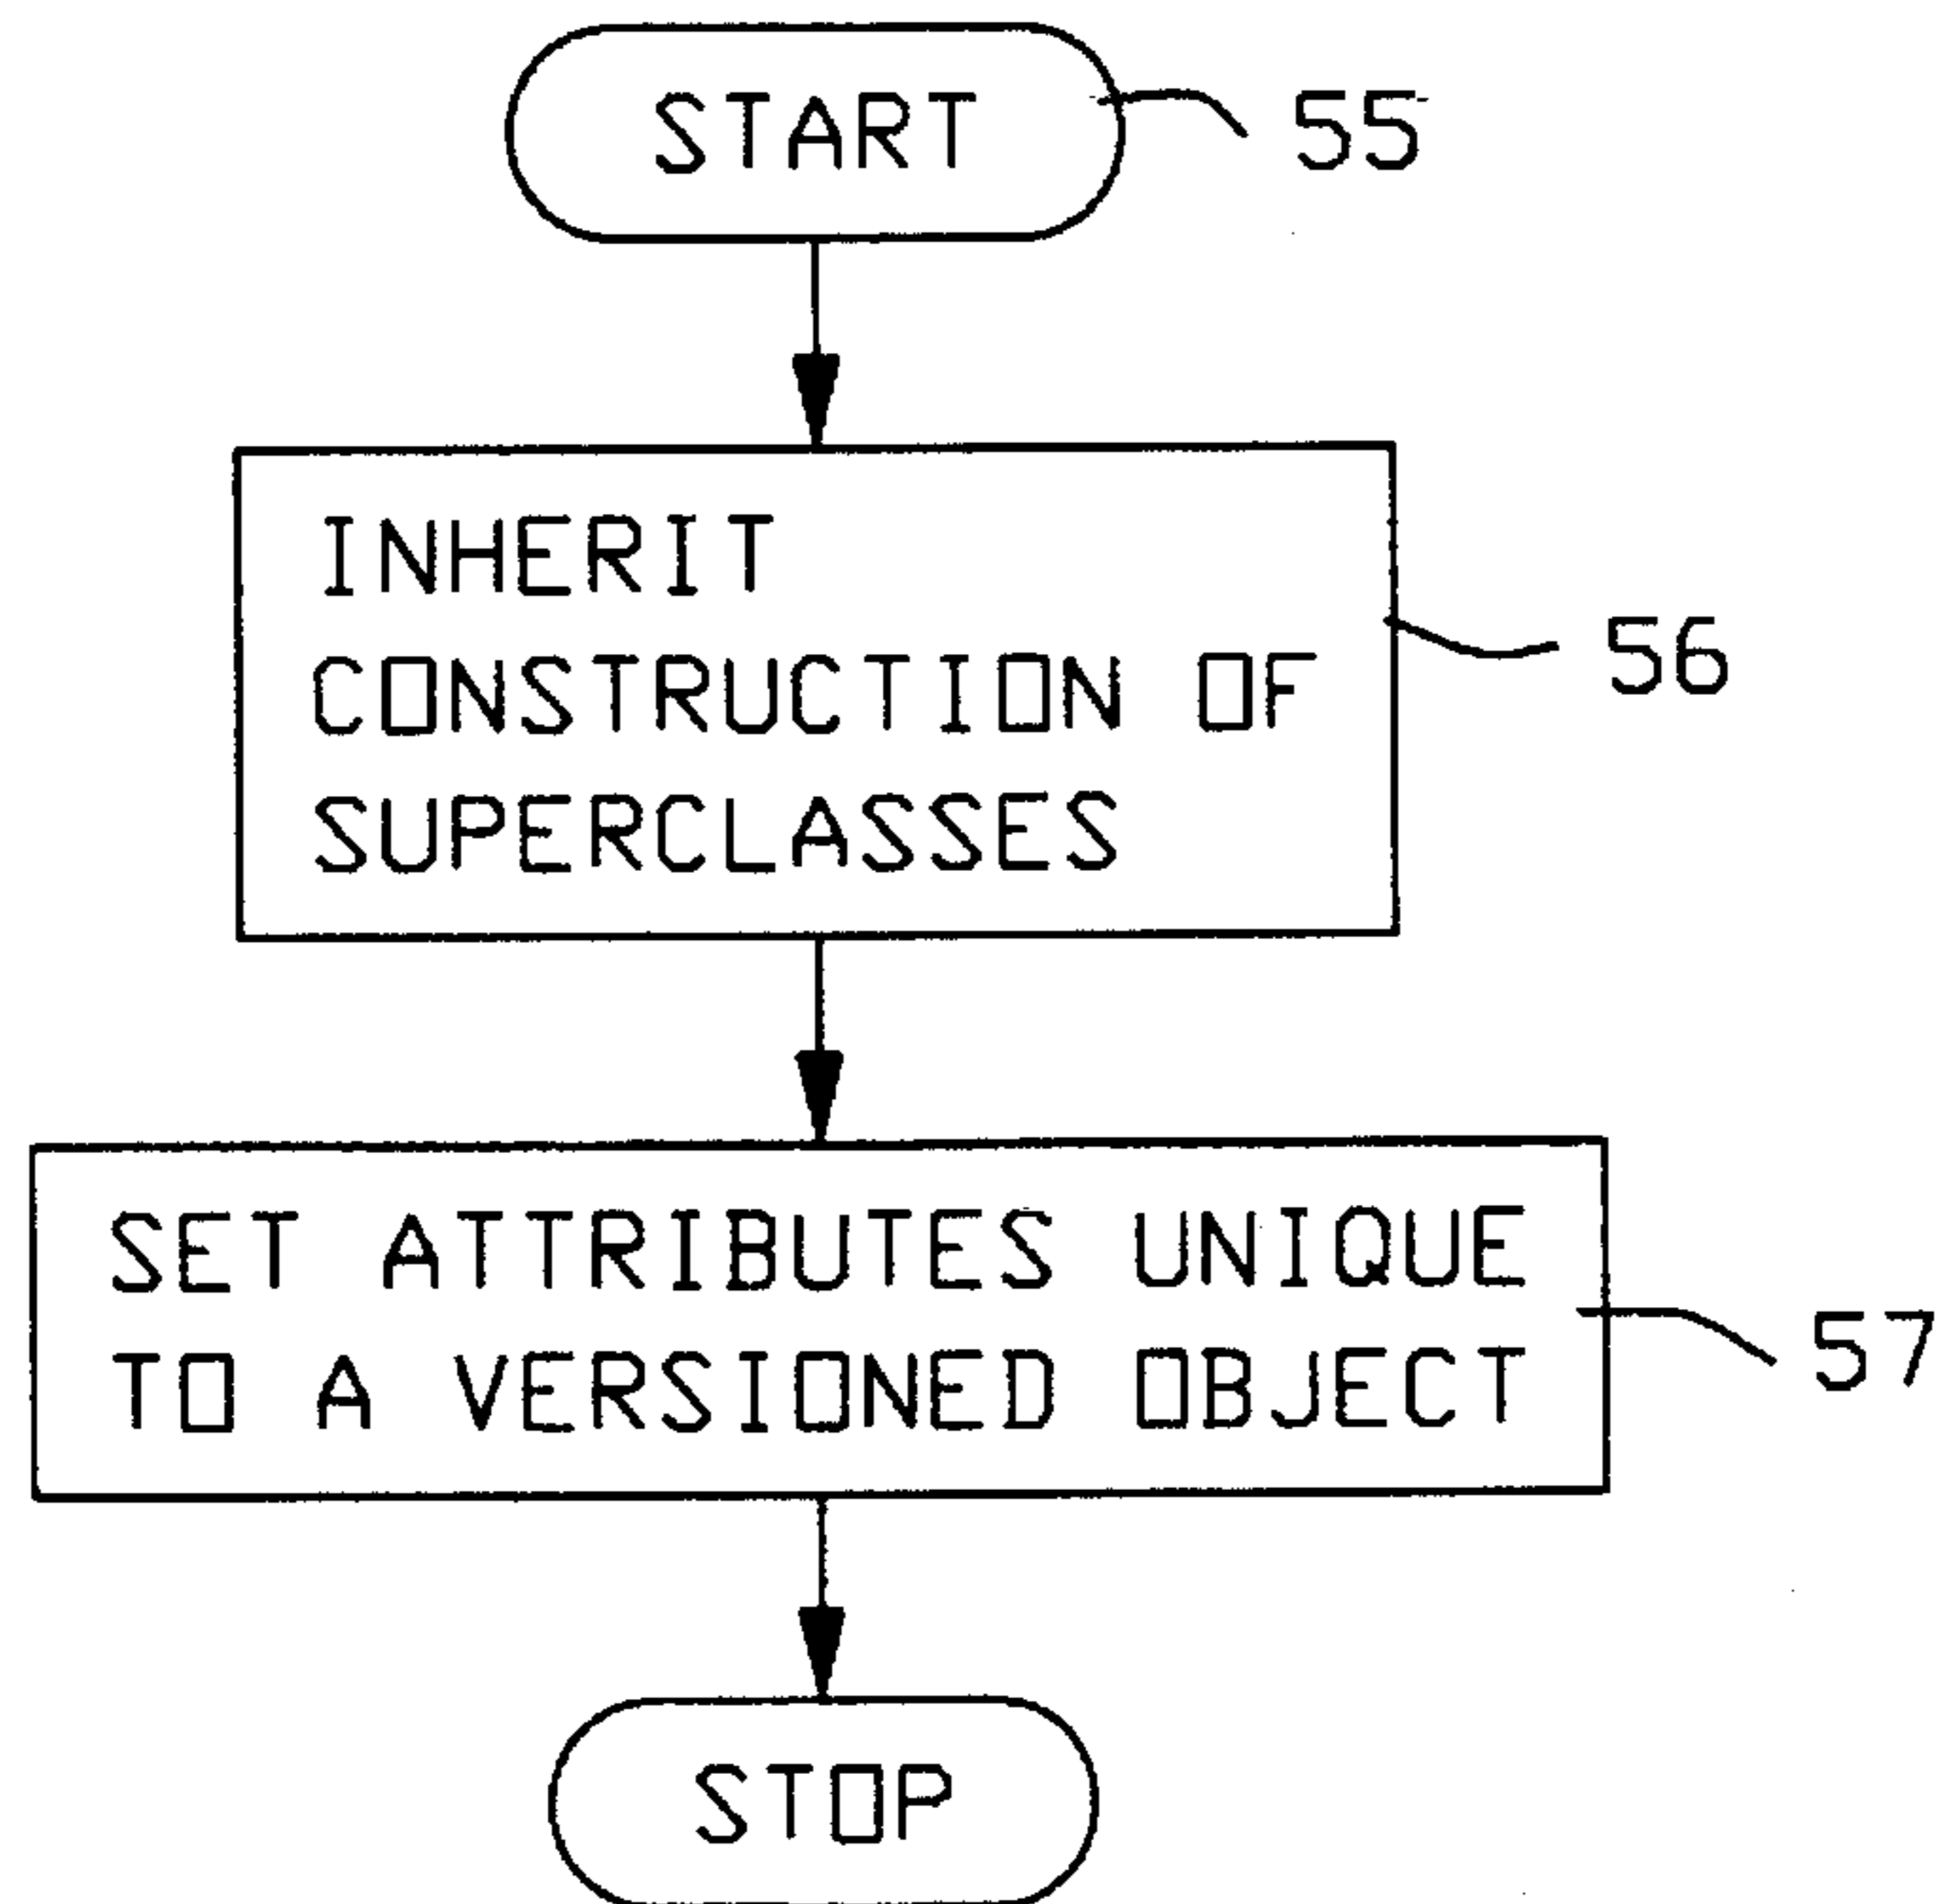 START
55
INHERIT
CONSTRUCTION OF
SUPERCLASSES
56
SET ATTRIBUTES UNIQUE
TO A VERSIONED OBJECT
57
STOP